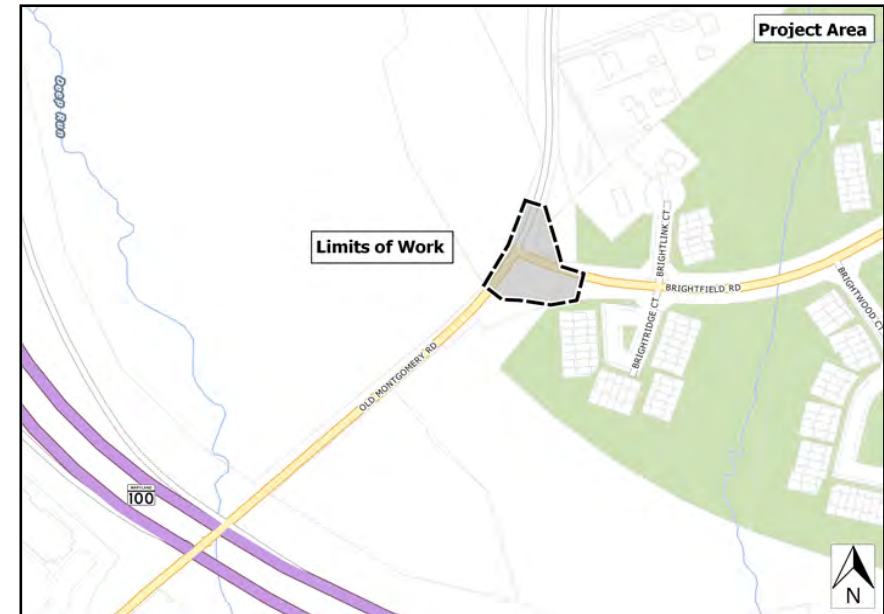 Project Area
Deep Run
Limits of Work
BRIGHTLINK CT
BRIGHTFIELD RD
BRIGHTWOOD CT
BRIGHTRIDGE CT
OLD MONTGOMERY RD
MARYLAND
100
N